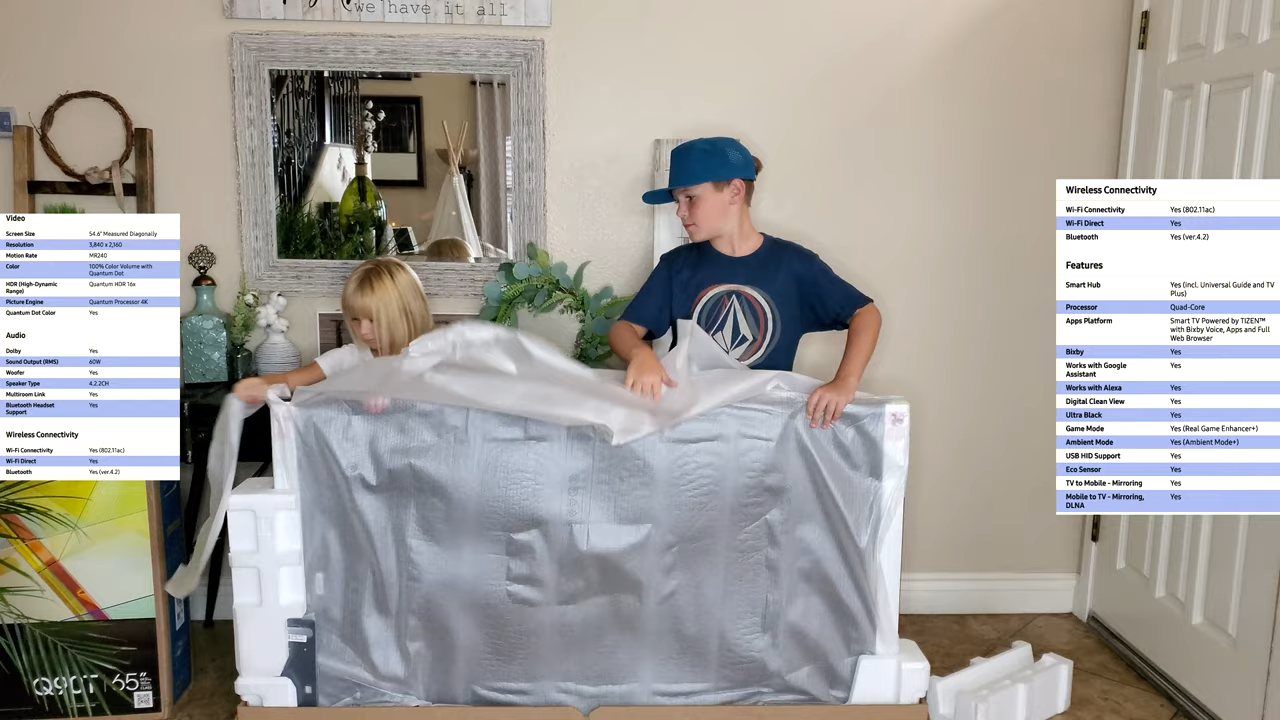 we have it all
Video
Screen Size 54.6" Measured Diagonally
Resolution 3,840 x 2,160
Motion Rate MR240
Color 100% Color Volume with
Quantum Dot
HDR (High-Dynamic
Range) Quantum HDR 16x
Picture Engine Quantum Processor 4K
Quantum Dot Color Yes
Audio
Dolby Yes
Sound Output (RMS) 60W
Woofer Yes
Speaker Type 4.2.2CH
Multiroom Link Yes
Bluetooth Headset
Support Yes
Wireless Connectivity
Wi-Fi Connectivity Yes (802.11ac)
Wi-Fi Direct Yes
Bluetooth Yes (ver.4.2)
Q90T 65"
CLASS
Wireless Connectivity
Wi-Fi Connectivity Yes (802.11ac)
Wi-Fi Direct Yes
Bluetooth Yes (ver.4.2)
Features
Smart Hub Yes (incl. Universal Guide and TV
Plus)
Processor Quad-Core
Apps Platform Smart TV Powered by TIZEN™
with Bixby Voice, Apps and Full
Web Browser
Bixby Yes
Works with Google
Assistant Yes
Works with Alexa Yes
Digital Clean View Yes
Ultra Black Yes
Game Mode Yes (Real Game Enhancer+)
Ambient Mode Yes (Ambient Mode+)
USB HID Support Yes
Eco Sensor Yes
TV to Mobile - Mirroring Yes
Mobile to TV - Mirroring,
DLNA Yes